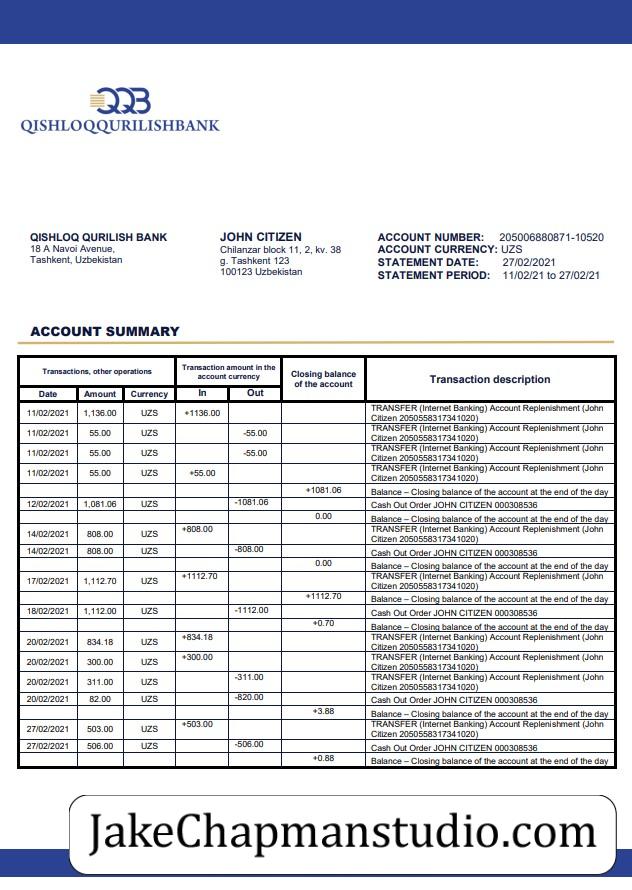 QQB
QISHLOQQURILISHBANK
QISHLOQ QURILISH BANK
18 A Navoi Avenue,
Tashkent, Uzbekistan
JOHN CITIZEN
Chilanzar block 11, 2, kv. 38
g. Tashkent 123
100123 Uzbekistan
ACCOUNT NUMBER: 205006880871-10520
ACCOUNT CURRENCY: UZS
STATEMENT DATE: 27/02/2021
STATEMENT PERIOD: 11/02/21 to 27/02/21
ACCOUNT SUMMARY
Transactions, other operations
Transaction amount in the
account currency
Closing balance
of the account
Transaction description
Date Amount Currency In Out
11/02/2021 1,136.00 UZS +1136.00 TRANSFER (Internet Banking) Account Replenishment (John
Citizen 2050558317341020)
11/02/2021 55.00 UZS -55.00 TRANSFER (Internet Banking) Account Replenishment (John
Citizen 2050558317341020)
11/02/2021 55.00 UZS -55.00 TRANSFER (Internet Banking) Account Replenishment (John
Citizen 2050558317341020)
11/02/2021 55.00 UZS +55.00 TRANSFER (Internet Banking) Account Replenishment (John
Citizen 2050558317341020)
+1081.06 Balance – Closing balance of the account at the end of the day
12/02/2021 1,081.06 UZS -1081.06 Cash Out Order JOHN CITIZEN 000308536
0.00 Balance – Closing balance of the account at the end of the day
14/02/2021 808.00 UZS +808.00 TRANSFER (Internet Banking) Account Replenishment (John
Citizen 2050558317341020)
14/02/2021 808.00 UZS -808.00 Cash Out Order JOHN CITIZEN 000308536
0.00 Balance – Closing balance of the account at the end of the day
17/02/2021 1,112.70 UZS +1112.70 TRANSFER (Internet Banking) Account Replenishment (John
Citizen 2050558317341020)
+1112.70 Balance – Closing balance of the account at the end of the day
18/02/2021 1,112.00 UZS -1112.00 Cash Out Order JOHN CITIZEN 000308536
+0.70 Balance – Closing balance of the account at the end of the day
20/02/2021 834.18 UZS +834.18 TRANSFER (Internet Banking) Account Replenishment (John
Citizen 2050558317341020)
20/02/2021 300.00 UZS +300.00 TRANSFER (Internet Banking) Account Replenishment (John
Citizen 2050558317341020)
20/02/2021 311.00 UZS -311.00 TRANSFER (Internet Banking) Account Replenishment (John
Citizen 2050558317341020)
20/02/2021 82.00 UZS -820.00 Cash Out Order JOHN CITIZEN 000308536
+3.88 Balance – Closing balance of the account at the end of the day
27/02/2021 503.00 UZS +503.00 TRANSFER (Internet Banking) Account Replenishment (John
Citizen 2050558317341020)
27/02/2021 506.00 UZS -506.00 Cash Out Order JOHN CITIZEN 000308536
+0.88 Balance – Closing balance of the account at the end of the day
JakeChapmanstudio.com